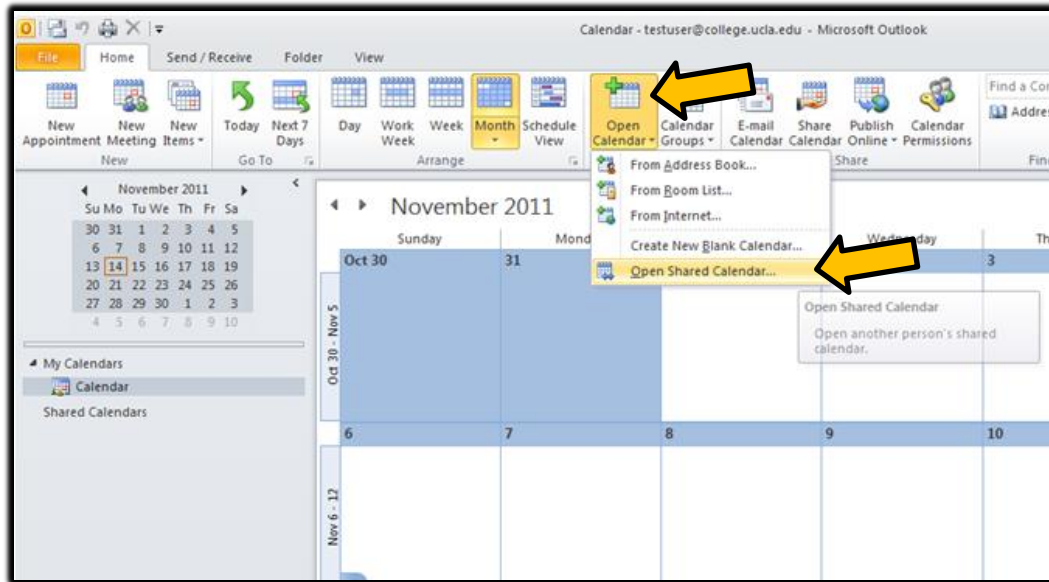 Calendar - testuser@college.ucla.edu - Microsoft Outlook
File Home Send / Receive Folder View
New Appointment
New Meeting
New Items
Today
Next 7 Days
Day
Work Week
Week
Month
Schedule View
Open Calendar
Calendar Groups
E-mail Calendar
Share Calendar
Publish Online
Calendar Permissions
Find a Con
Addres
New
Go To
Arrange
Share
Fin
From Address Book...
From Room List...
From Internet...
Create New Blank Calendar...
Open Shared Calendar...
Open Shared Calendar
Open another person's shared
calendar.
November 2011
Su Mo Tu We Th Fr Sa
30 31 1 2 3 4 5
6 7 8 9 10 11 12
13 14 15 16 17 18 19
20 21 22 23 24 25 26
27 28 29 30 1 2 3
4 5 6 7 8 9 10
My Calendars
Calendar
Shared Calendars
November 2011
Sunday Mond Wednesday Th
Oct 30 31 3
Oct 30 - Nov 5
6 7 8 9 10
Nov 6 - 12